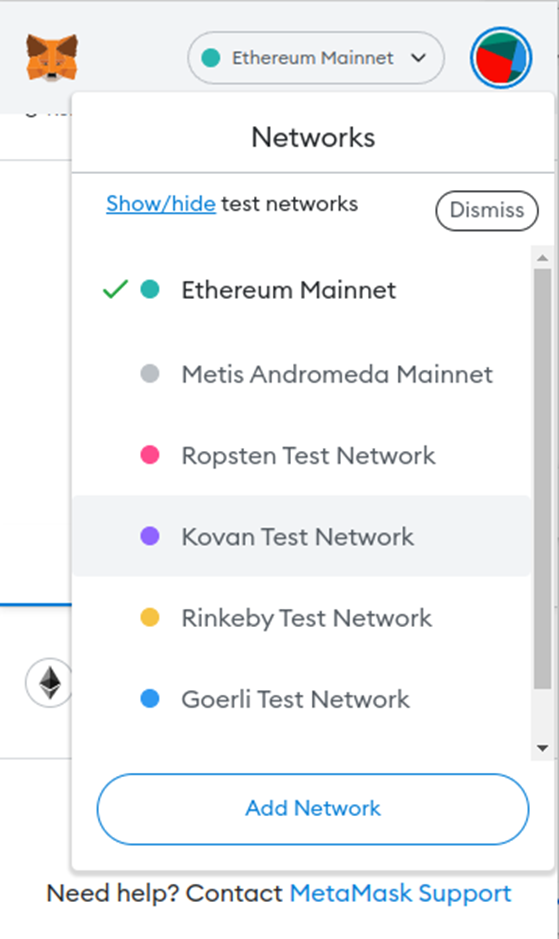 Ethereum Mainnet
Networks
Show/hide test networks
Dismiss
Ethereum Mainnet
Metis Andromeda Mainnet
Ropsten Test Network
Kovan Test Network
Rinkeby Test Network
Goerli Test Network
Add Network
Need help? Contact MetaMask Support